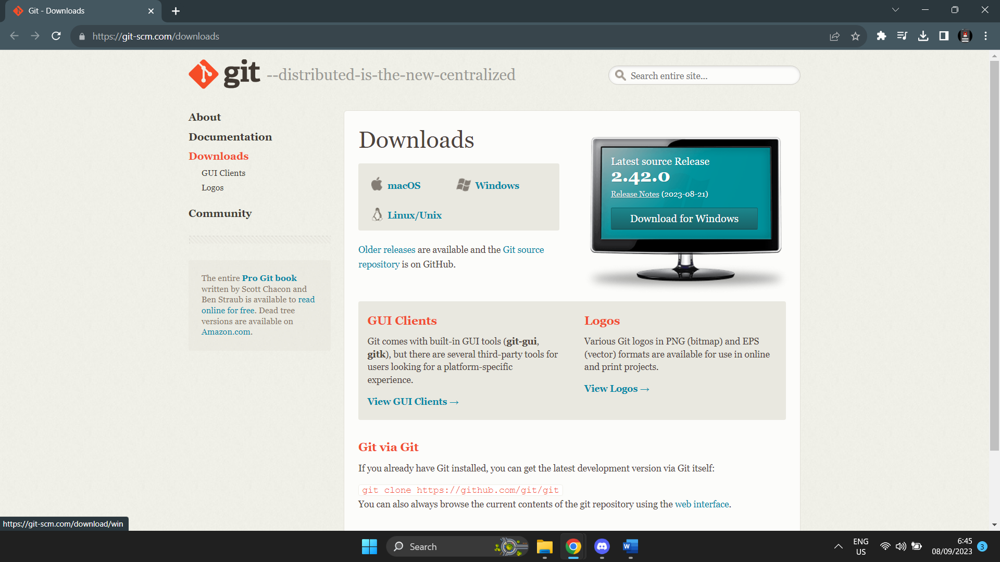 Git - Downloads
https://git-scm.com/downloads
git --distributed-is-the-new-centralized
Search entire site...
About
Documentation
Downloads
GUI Clients
Logos
Community
The entire Pro Git book
written by Scott Chacon and
Ben Straub is available to read
online for free. Dead tree
versions are available on
Amazon.com.
Downloads
macOS
Windows
Linux/Unix
Older releases are available and the Git source
repository is on GitHub.
Latest source Release
2.42.0
Release Notes (2023-08-21)
Download for Windows
GUI Clients
Git comes with built-in GUI tools (git-gui,
gitk), but there are several third-party tools for
users looking for a platform-specific
experience.
View GUI Clients →
Logos
Various Git logos in PNG (bitmap) and EPS
(vector) formats are available for use in online
and print projects.
View Logos →
Git via Git
If you already have Git installed, you can get the latest development version via Git itself:
git clone https://github.com/git/git
You can also always browse the current contents of the git repository using the web interface.
https://git-scm.com/download/win
Search
W
ENG
US
6:45
08/09/2023
3